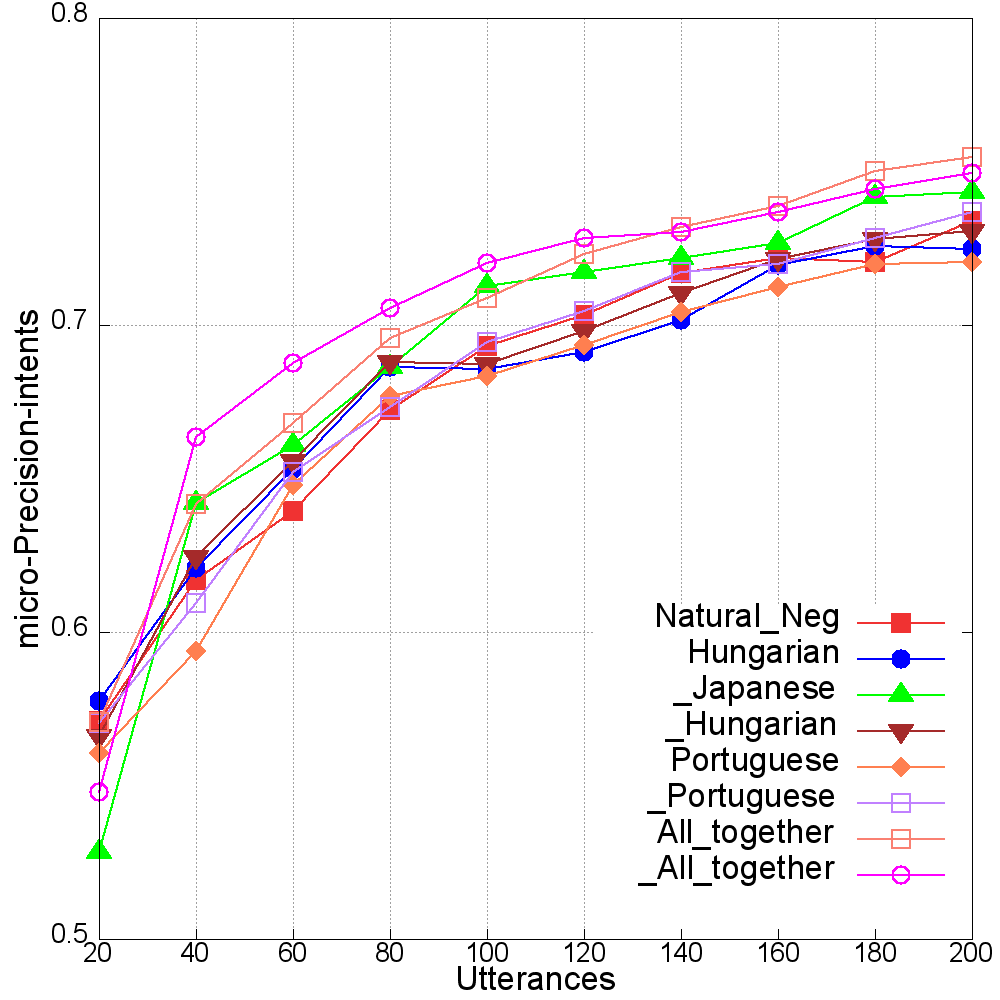 0.8
0.7
0.6
0.5
micro-Precision-intents
Natural_Neg
Hungarian
_Japanese
_Hungarian
Portuguese
_Portuguese
All_together
_All_together
20 40 60 80 100 120 140 160 180 200
Utterances